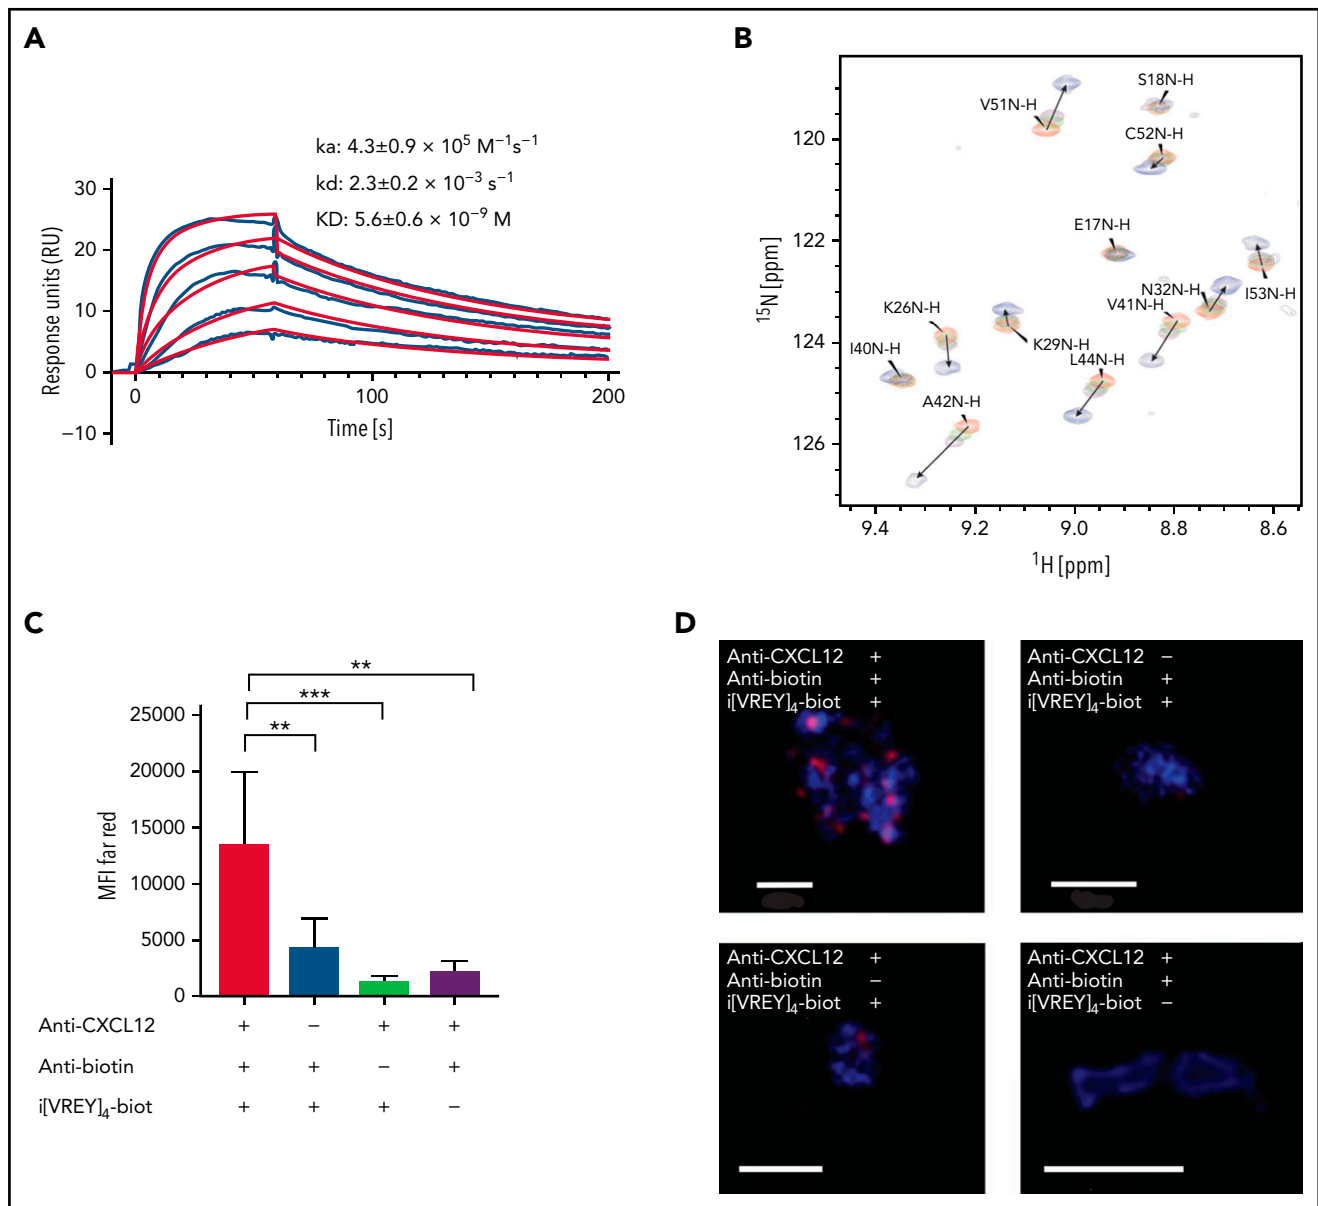 A
ka: 4.3±0.9 × 10⁵ M⁻¹s⁻¹
kd: 2.3±0.2 × 10⁻³ s⁻¹
KD: 5.6±0.6 × 10⁻⁹ M
Response units (RU)
30
20
10
0
−10
0
100
200
Time [s]
B
¹⁵N [ppm]
120
122
124
126
V51N-H
S18N-H
C52N-H
E17N-H
N32N-H
I53N-H
V41N-H
K26N-H
K29N-H
I40N-H
L44N-H
A42N-H
9.4
9.2
9.0
8.8
8.6
¹H [ppm]
C
**
***
**
MFI far red
25000
20000
15000
10000
5000
0
Anti-CXCL12 + − + +
Anti-biotin + + − +
i[VREY]₄-biot + + + −
D
Anti-CXCL12 +
Anti-biotin +
i[VREY]₄-biot +
Anti-CXCL12 −
Anti-biotin +
i[VREY]₄-biot +
Anti-CXCL12 +
Anti-biotin −
i[VREY]₄-biot +
Anti-CXCL12 +
Anti-biotin +
i[VREY]₄-biot −